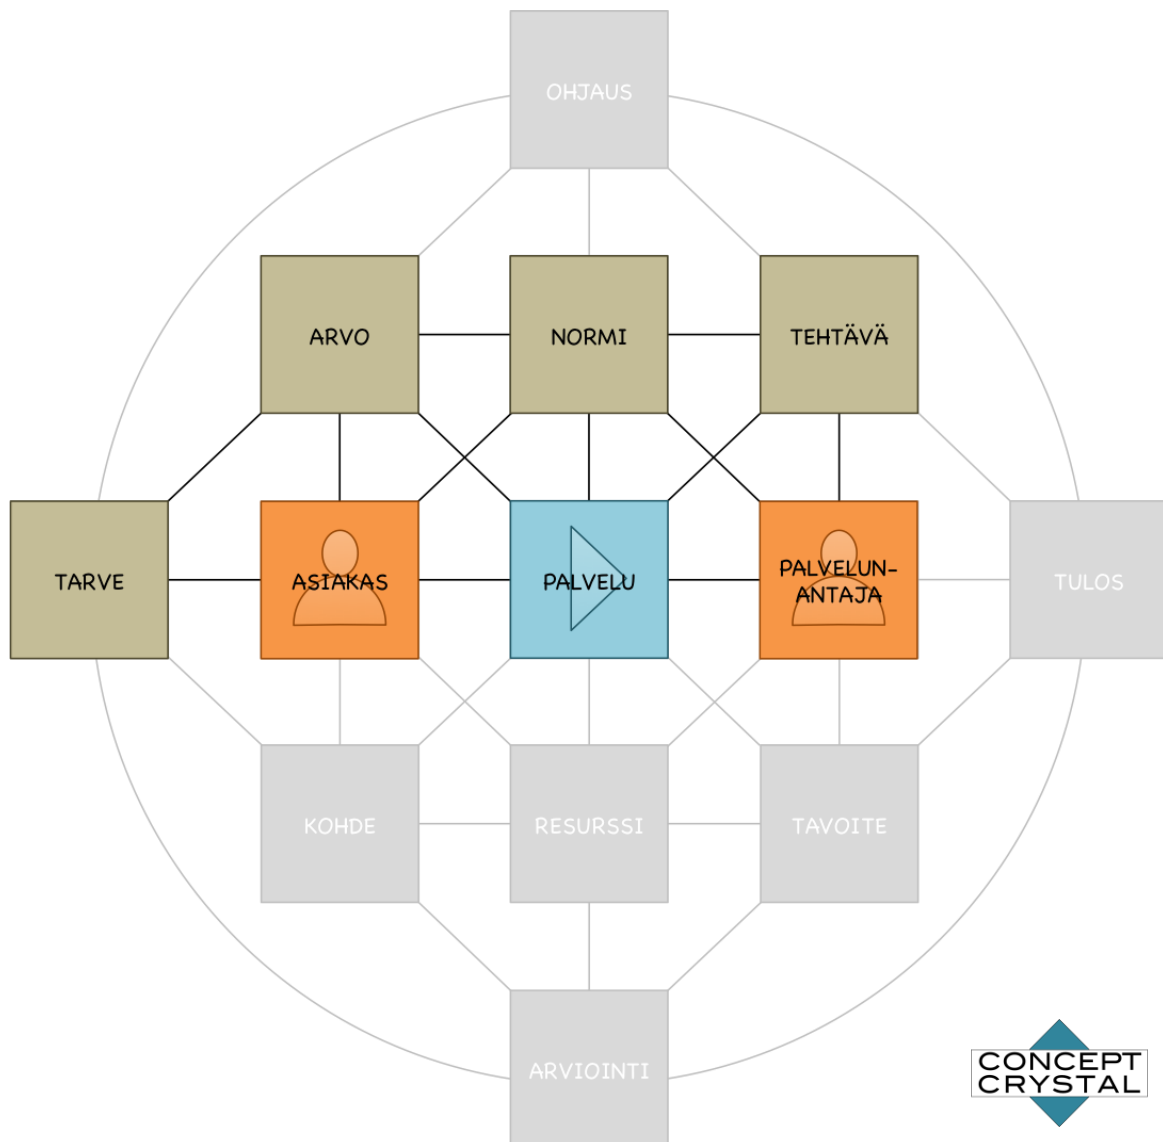 OHJAUS
ARVO
NORMI
TEHTÄVÄ
TARVE
ASIAKAS
PALVELU
PALVELUN-
ANTAJA
TULOS
KOHDE
RESURSSI
TAVOITE
ARVIOINTI
CONCEPT
CRYSTAL